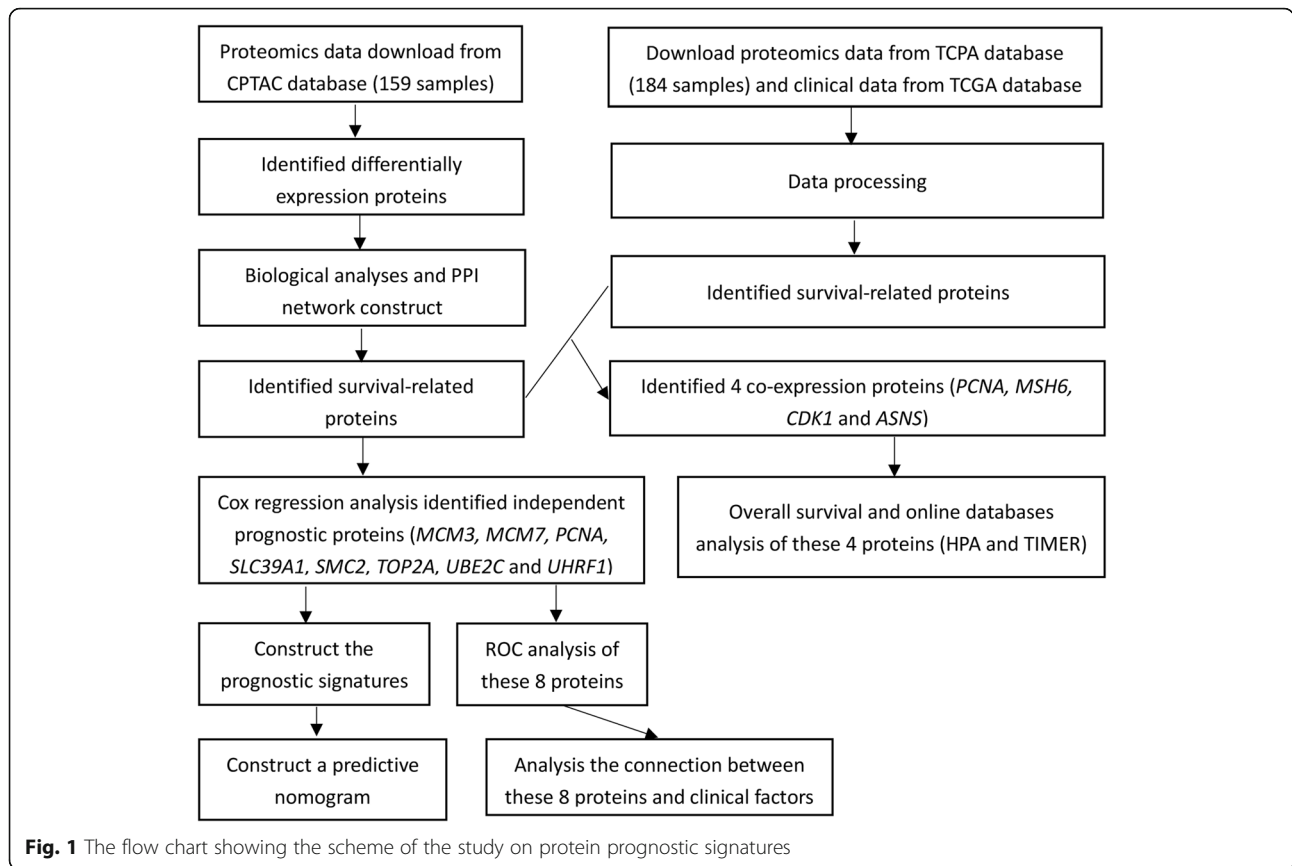 Proteomics data download from
CPTAC database (159 samples)
Download proteomics data from TCPA database
(184 samples) and clinical data from TCGA database
Identified differentially
expression proteins
Data processing
Biological analyses and PPI
network construct
Identified survival-related proteins
Identified survival-related
proteins
Identified 4 co-expression proteins (PCNA, MSH6,
CDK1 and ASNS)
Cox regression analysis identified independent
prognostic proteins (MCM3, MCM7, PCNA,
SLC39A1, SMC2, TOP2A, UBE2C and UHRF1)
Overall survival and online databases
analysis of these 4 proteins (HPA and TIMER)
Construct the
prognostic signatures
ROC analysis of
these 8 proteins
Construct a predictive
nomogram
Analysis the connection between
these 8 proteins and clinical factors
Fig. 1 The flow chart showing the scheme of the study on protein prognostic signatures